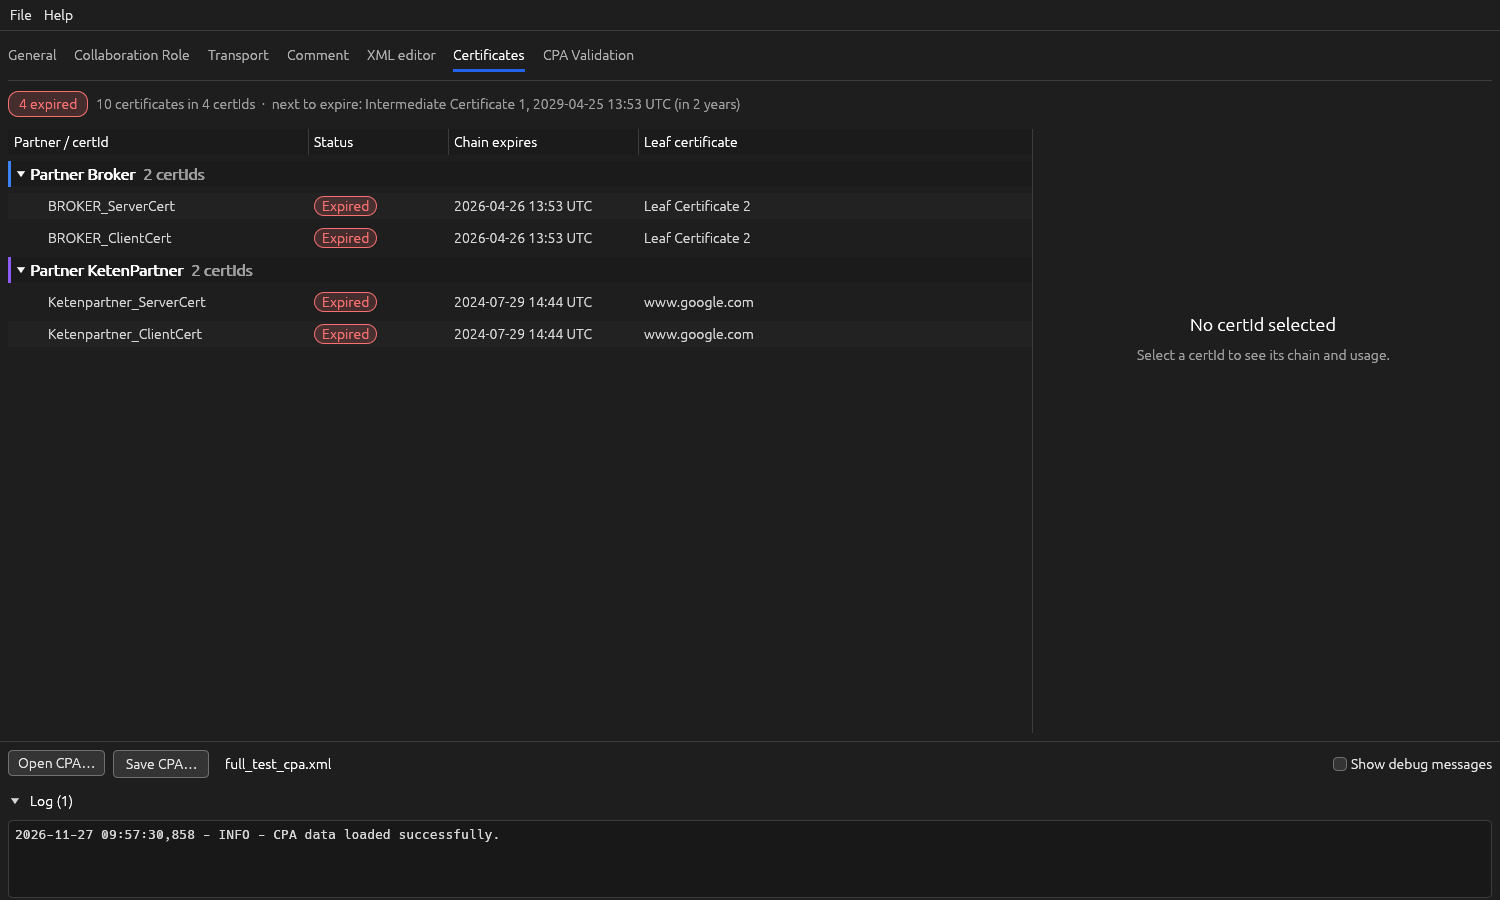 File Help
General Collaboration Role Transport Comment XML editor Certificates CPA Validation
4 expired 10 certificates in 4 certIds · next to expire: Intermediate Certificate 1, 2029-04-25 13:53 UTC (in 2 years)
Partner / certId Status Chain expires Leaf certificate
Partner Broker 2 certIds
BROKER_ServerCert Expired 2026-04-26 13:53 UTC Leaf Certificate 2
BROKER_ClientCert Expired 2026-04-26 13:53 UTC Leaf Certificate 2
Partner KetenPartner 2 certIds
Ketenpartner_ServerCert Expired 2024-07-29 14:44 UTC www.google.com
Ketenpartner_ClientCert Expired 2024-07-29 14:44 UTC www.google.com
No certId selected
Select a certId to see its chain and usage.
Open CPA... Save CPA... full_test_cpa.xml Show debug messages
Log (1)
2026-11-27 09:57:30,858 - INFO - CPA data loaded successfully.